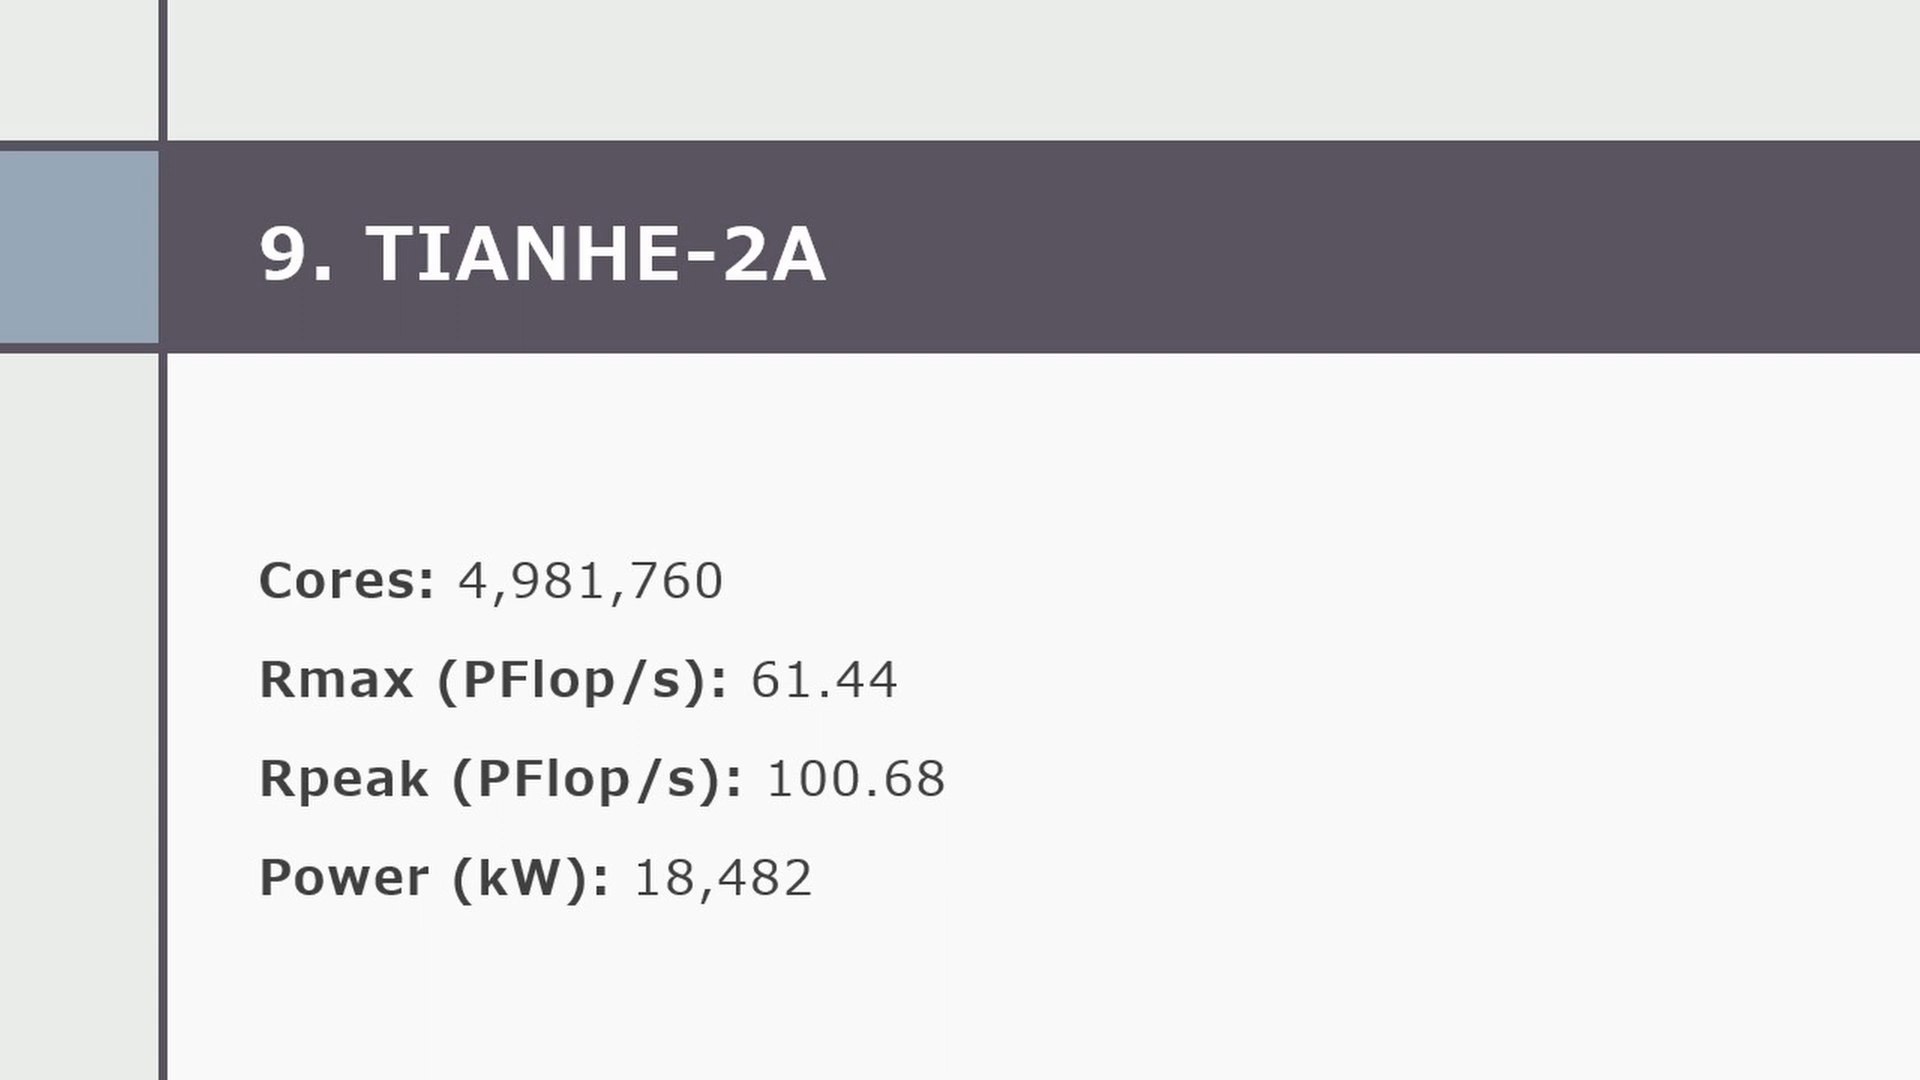 9. TIANHE-2A
Cores: 4,981,760
Rmax (PFlop/s): 61.44
Rpeak (PFlop/s): 100.68
Power (kW): 18,482